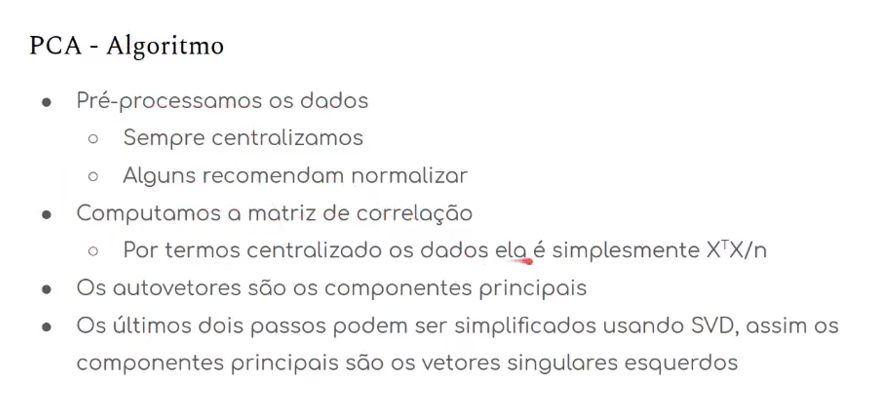 PCA - Algoritmo
● Pré-processamos os dados
○ Sempre centralizamos
○ Alguns recomendam normalizar
● Computamos a matriz de correlação
○ Por termos centralizado os dados ela é simplesmente XᵀX/n
● Os autovetores são os componentes principais
● Os últimos dois passos podem ser simplificados usando SVD, assim os
componentes principais são os vetores singulares esquerdos